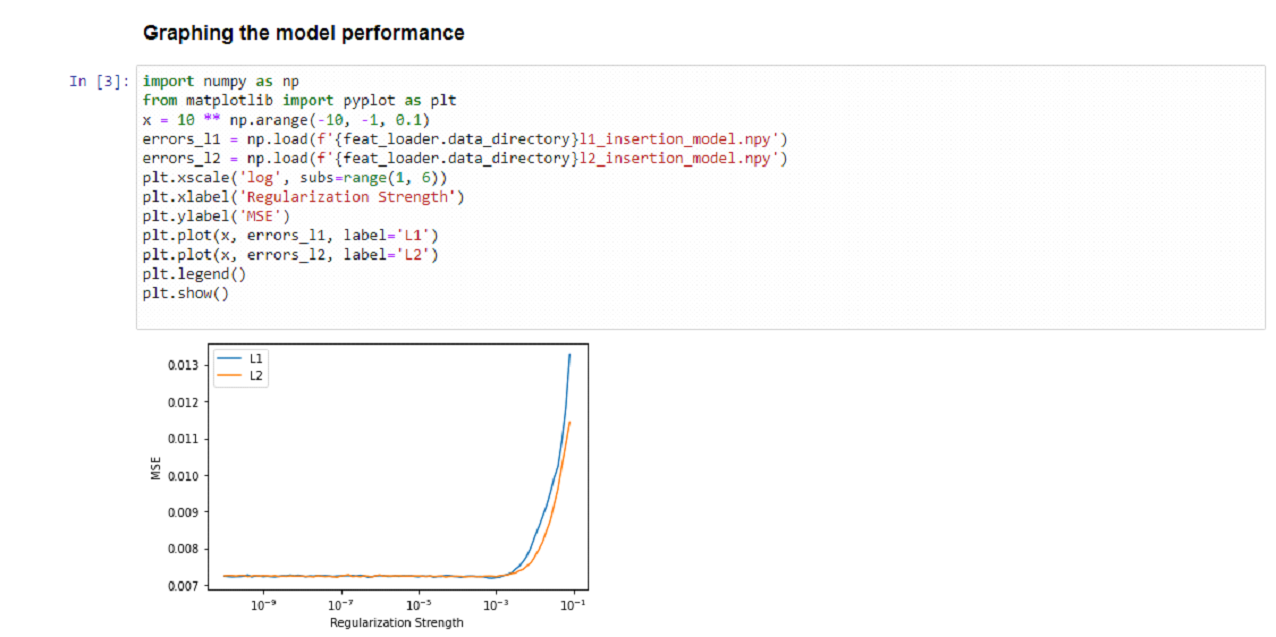 Graphing the model performance
In [3]: import numpy as np
from matplotlib import pyplot as plt
x = 10 ** np.arange(-10, -1, 0.1)
errors_l1 = np.load(f'{feat_loader.data_directory}l1_insertion_model.npy')
errors_l2 = np.load(f'{feat_loader.data_directory}l2_insertion_model.npy')
plt.xscale('log', subs=range(1, 6))
plt.xlabel('Regularization Strength')
plt.ylabel('MSE')
plt.plot(x, errors_l1, label='L1')
plt.plot(x, errors_l2, label='L2')
plt.legend()
plt.show()
L1
L2
0.013
0.012
0.011
0.010
0.009
0.008
0.007
MSE
10⁻⁹ 10⁻⁷ 10⁻⁵ 10⁻³ 10⁻¹
Regularization Strength